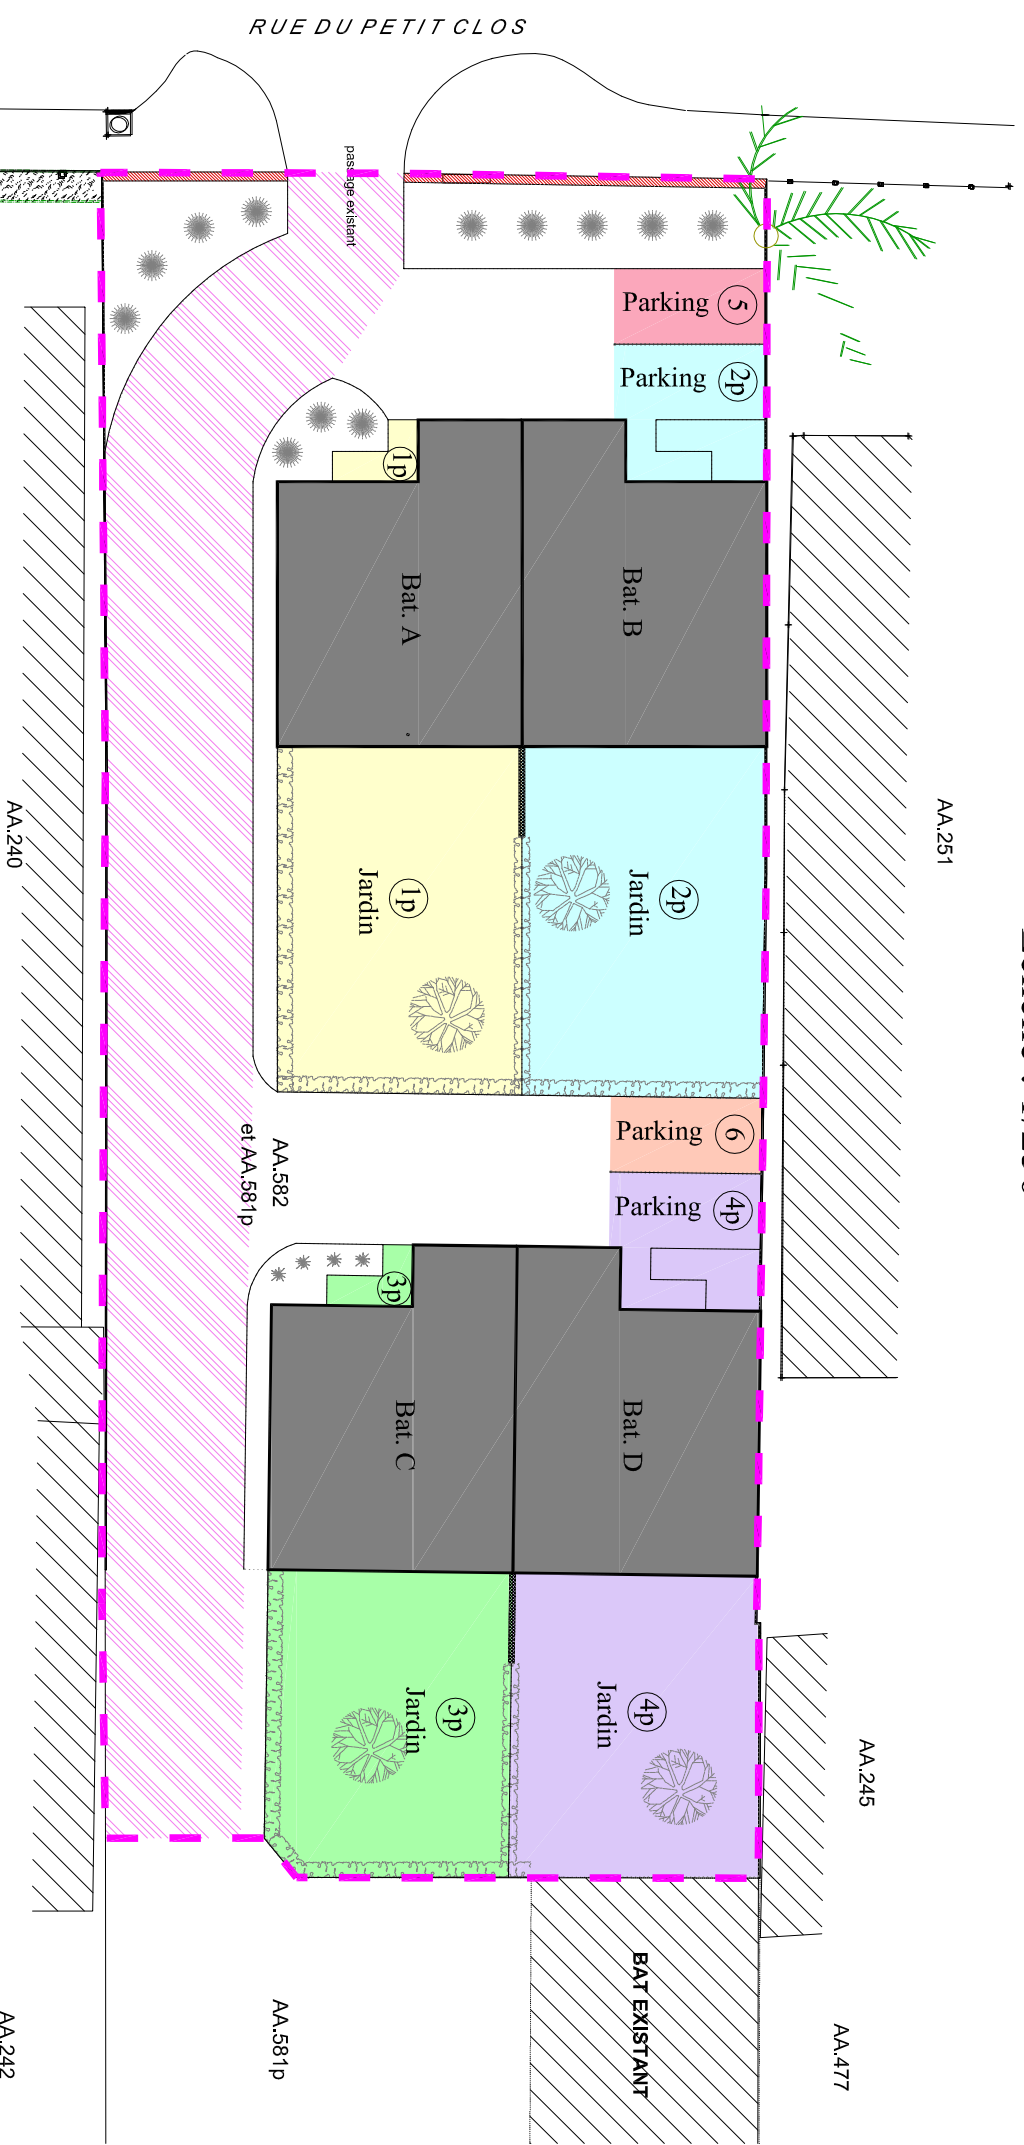 RUE DU PETIT CLOS
passage existant
Parking 5
Parking 2p
1p
Bat. A
Bat. B
AA.240
AA.251
1p
Jardin
2p
Jardin
Parking 6
AA.582
et AA.581p
Parking 4p
3p
Bat. C
Bat. D
3p
Jardin
4p
Jardin
AA.245
BAT EXISTANT
AA.242
AA.581p
AA.477